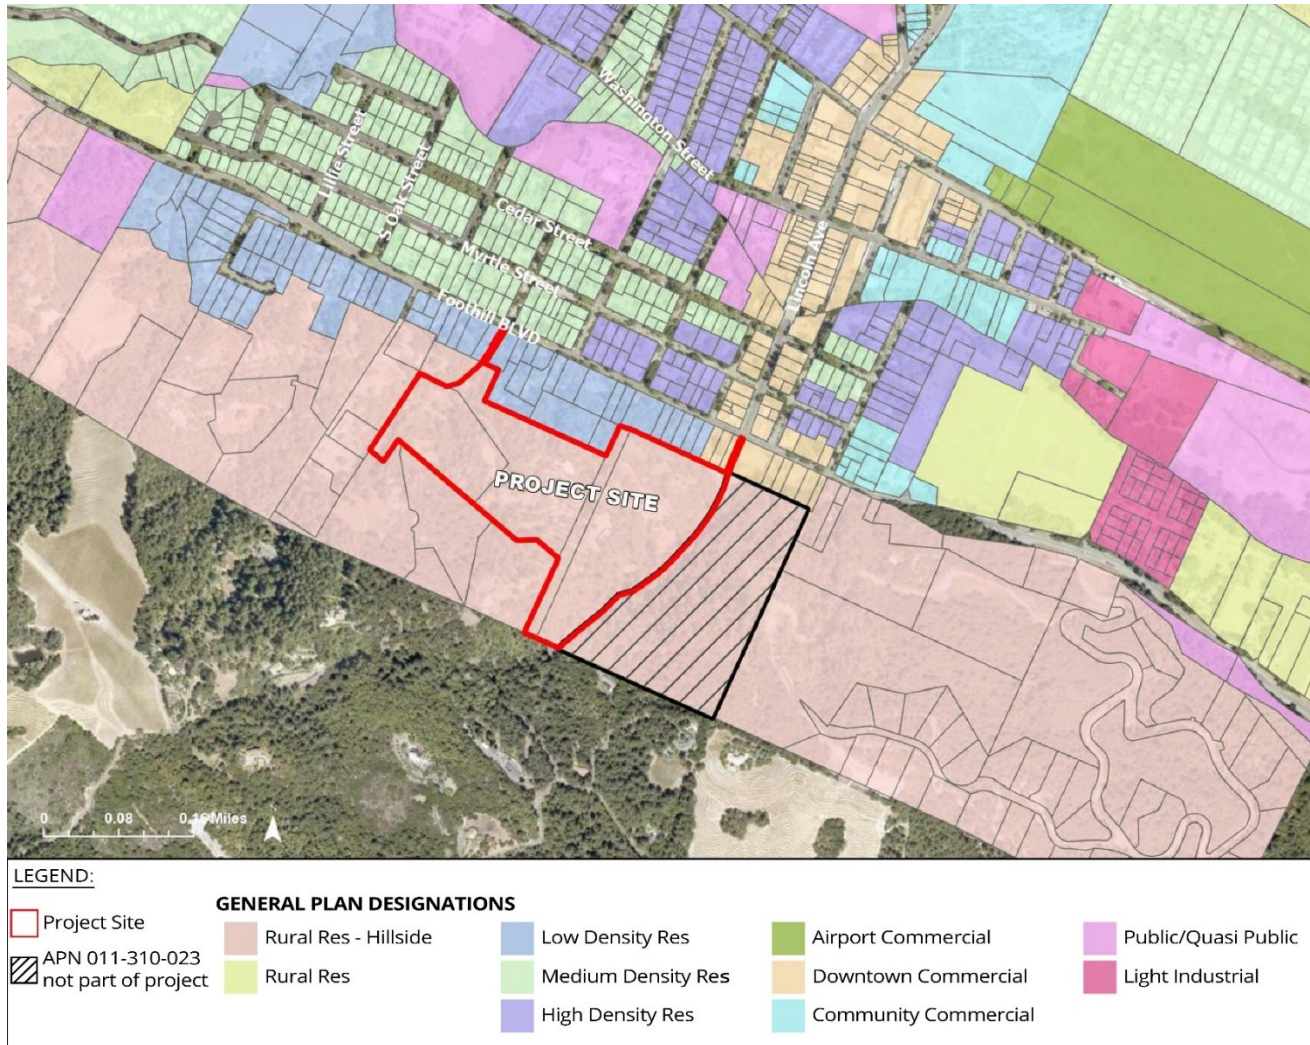 Washington Street
Lillie Street
S Oak Street
Cedar Street
Myrtle Street
Lincoln Ave
Foothill BLVD
PROJECT SITE
0 0.08 0.16 Miles
LEGEND:
Project Site
APN 011-310-023
not part of project
GENERAL PLAN DESIGNATIONS
Rural Res - Hillside
Rural Res
Low Density Res
Medium Density Res
High Density Res
Airport Commercial
Downtown Commercial
Community Commercial
Public/Quasi Public
Light Industrial